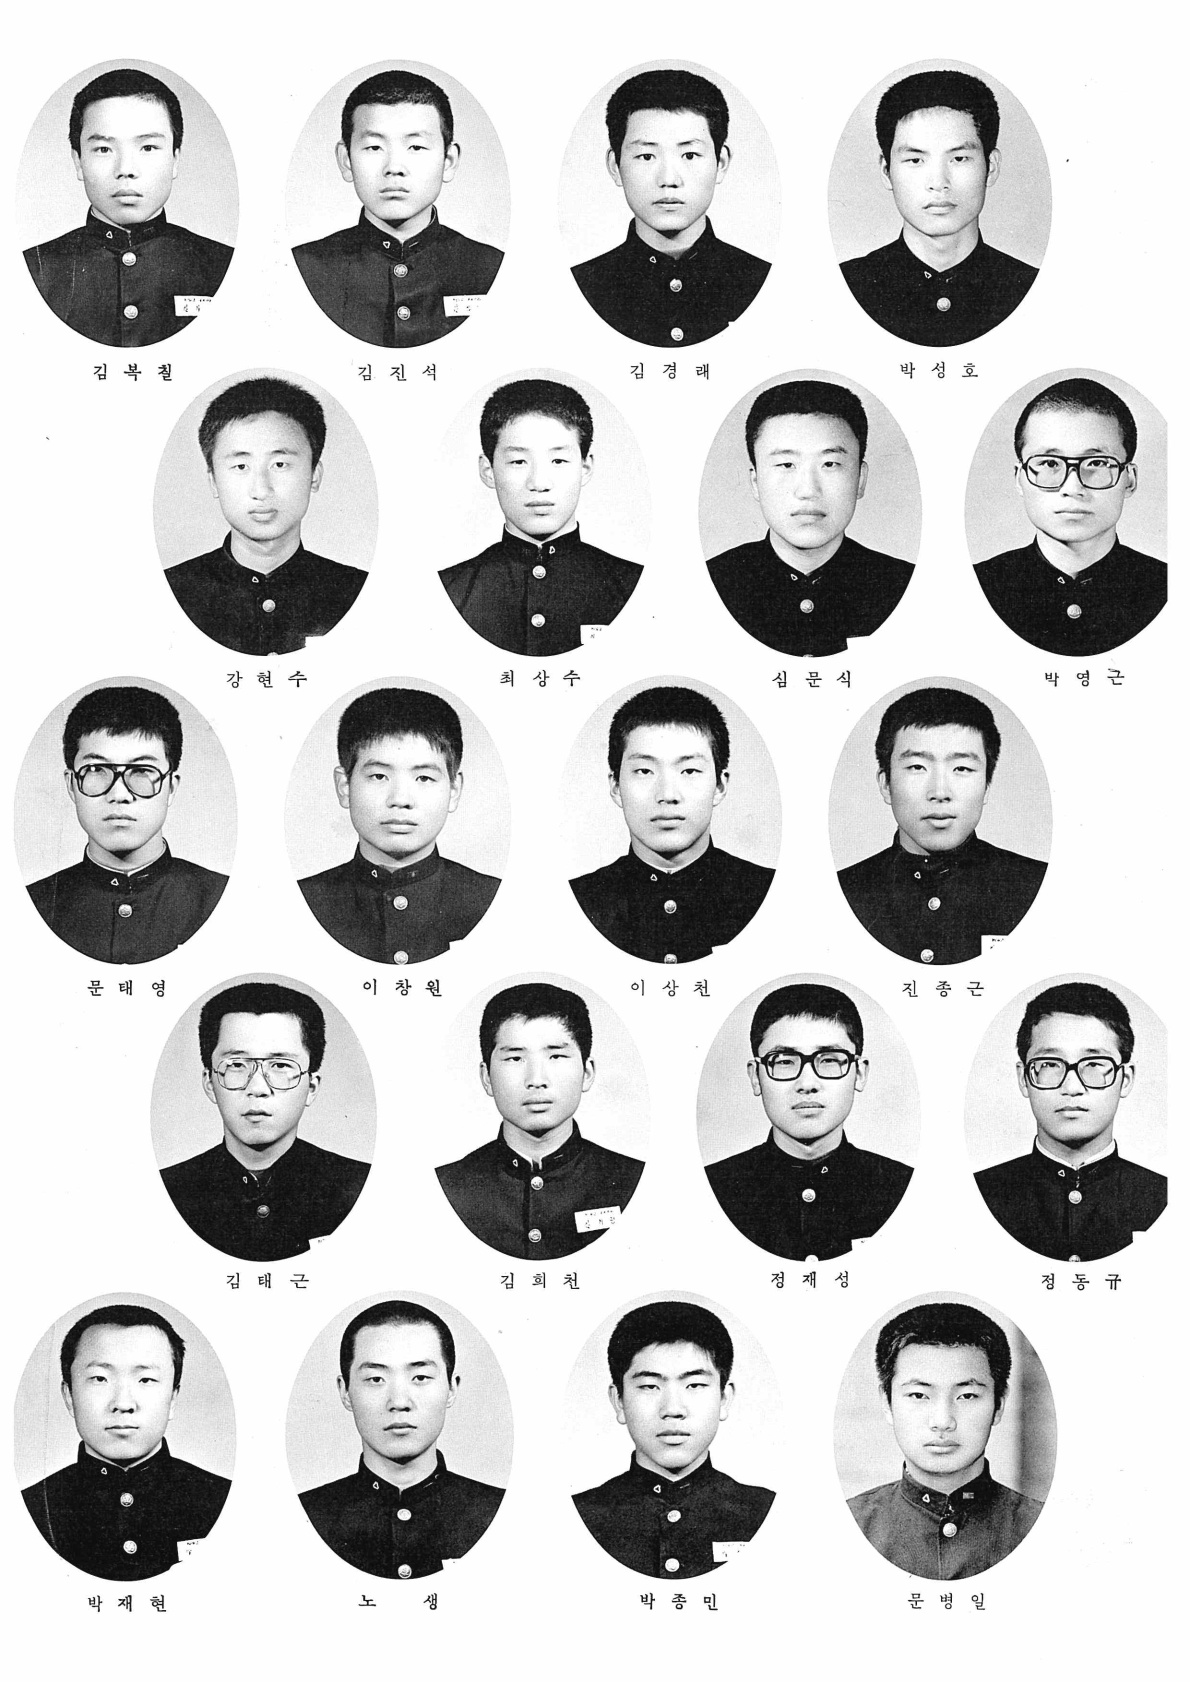 김복칠 김진석 김경래 박성호
강현수 최상수 심문식 박영근
문태영 이창원 이상천 진종근
김태근 김희천 정재성 정동규
박재현 노생 박종민 문병일